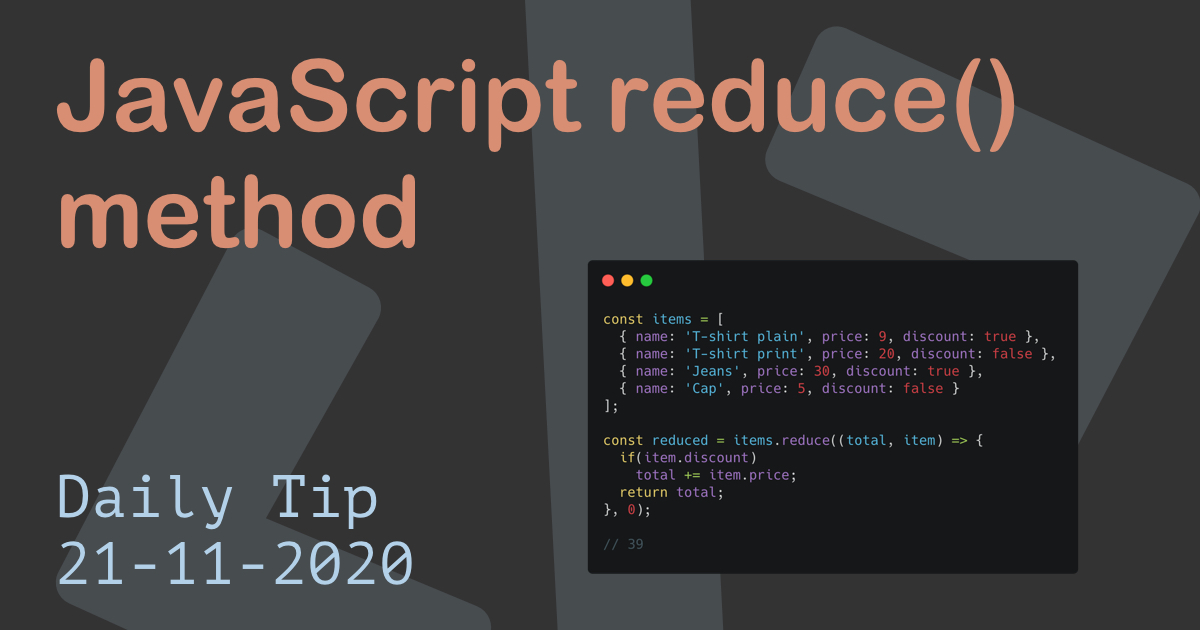 JavaScript reduce()
method
const items = [
  { name: 'T-shirt plain', price: 9, discount: true },
  { name: 'T-shirt print', price: 20, discount: false },
  { name: 'Jeans', price: 30, discount: true },
  { name: 'Cap', price: 5, discount: false }
];
const reduced = items.reduce((total, item) => {
  if(item.discount)
    total += item.price;
  return total;
}, 0);
// 39
Daily Tip
21-11-2020